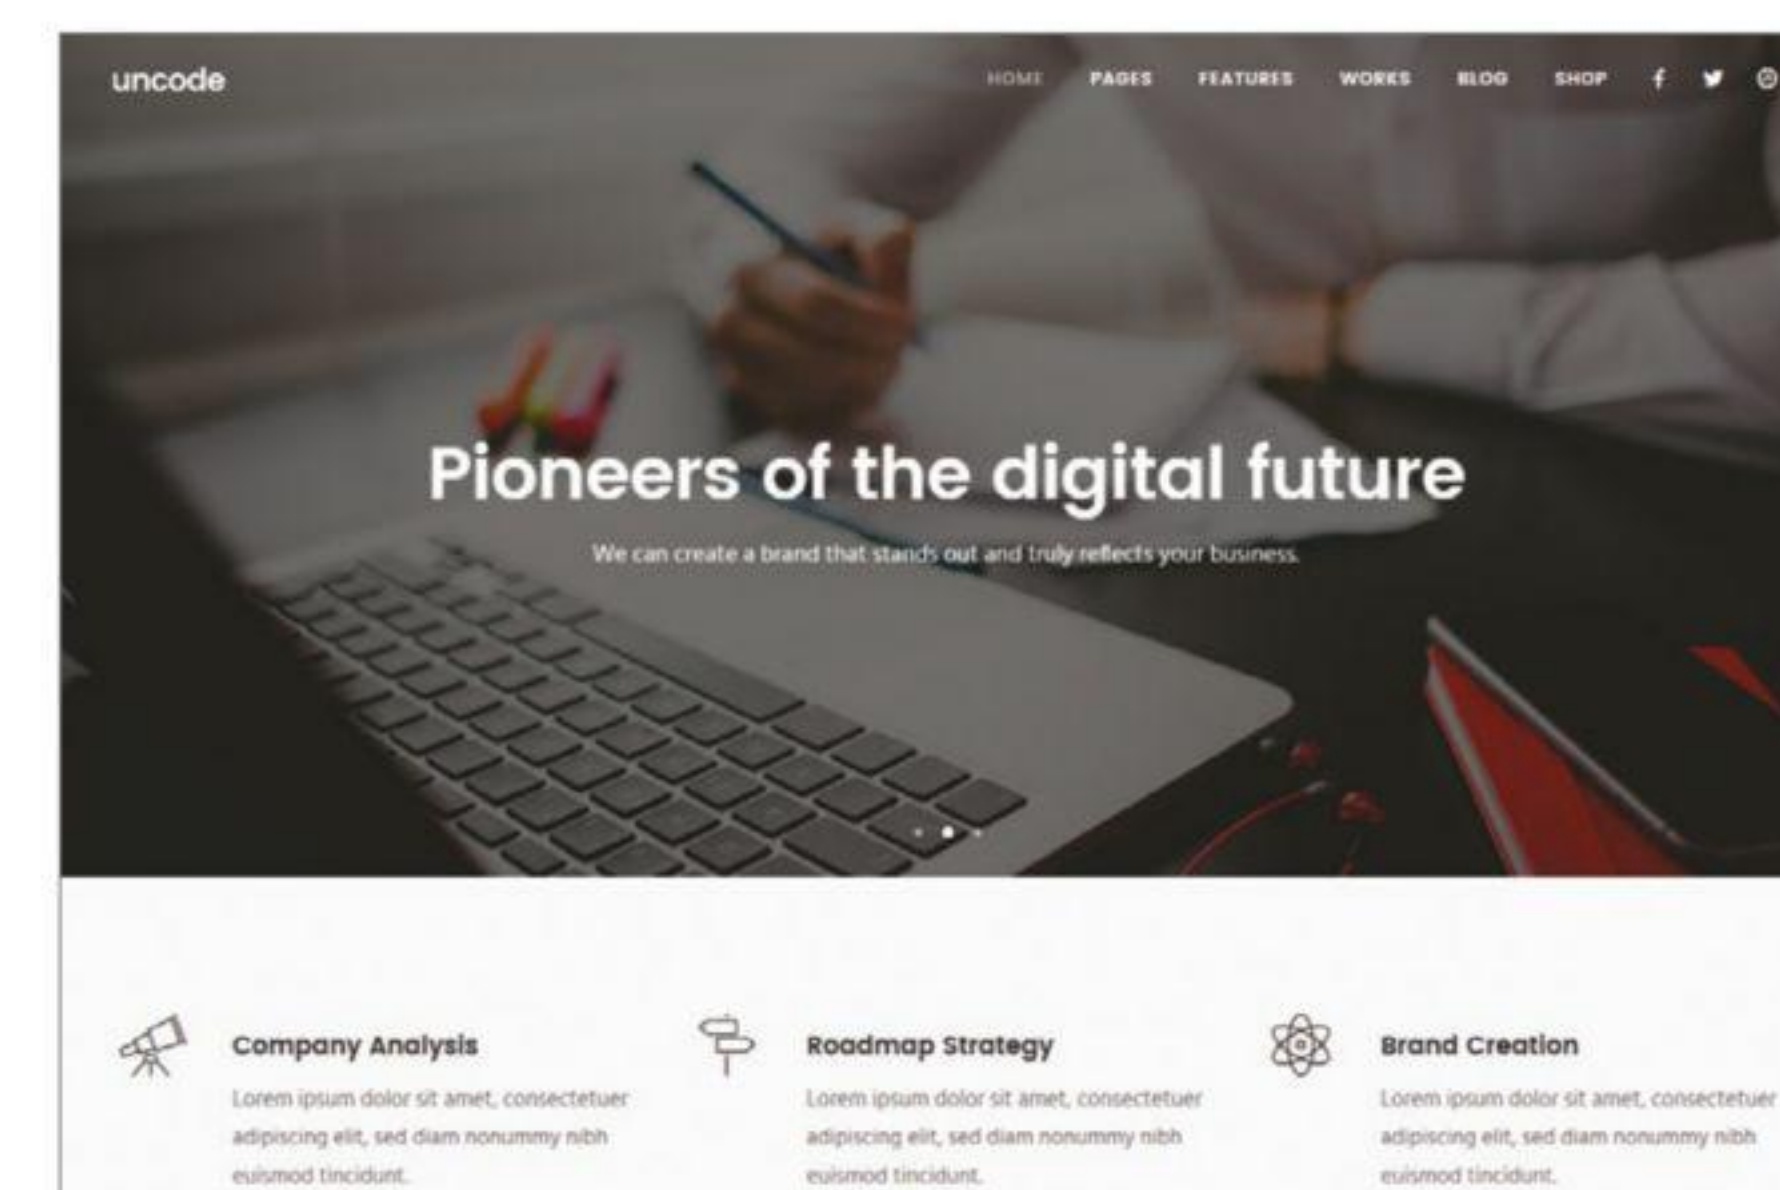 uncode
HOME PAGES FEATURES WORKS BLOG SHOP
Pioneers of the digital future
We can create a brand that stands out and truly reflects your business.
Company Analysis
Lorem ipsum dolor sit amet, consectetuer
adipiscing elit, sed diam nonummy nibh
euismod tincidunt.
Roadmap Strategy
Lorem ipsum dolor sit amet, consectetuer
adipiscing elit, sed diam nonummy nibh
euismod tincidunt.
Brand Creation
Lorem ipsum dolor sit amet, consectetuer
adipiscing elit, sed diam nonummy nibh
euismod tincidunt.